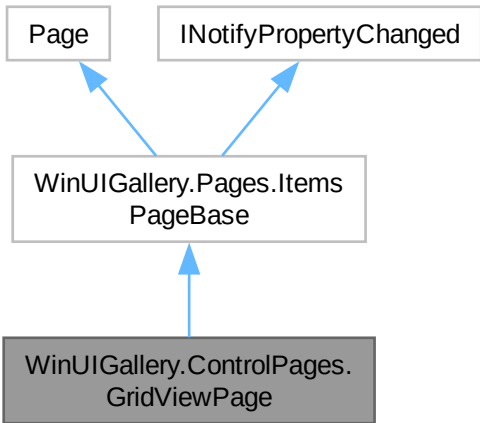 Page
INotifyPropertyChanged
WinUIGallery.Pages.Items
PageBase
WinUIGallery.ControlPages.
GridViewPage